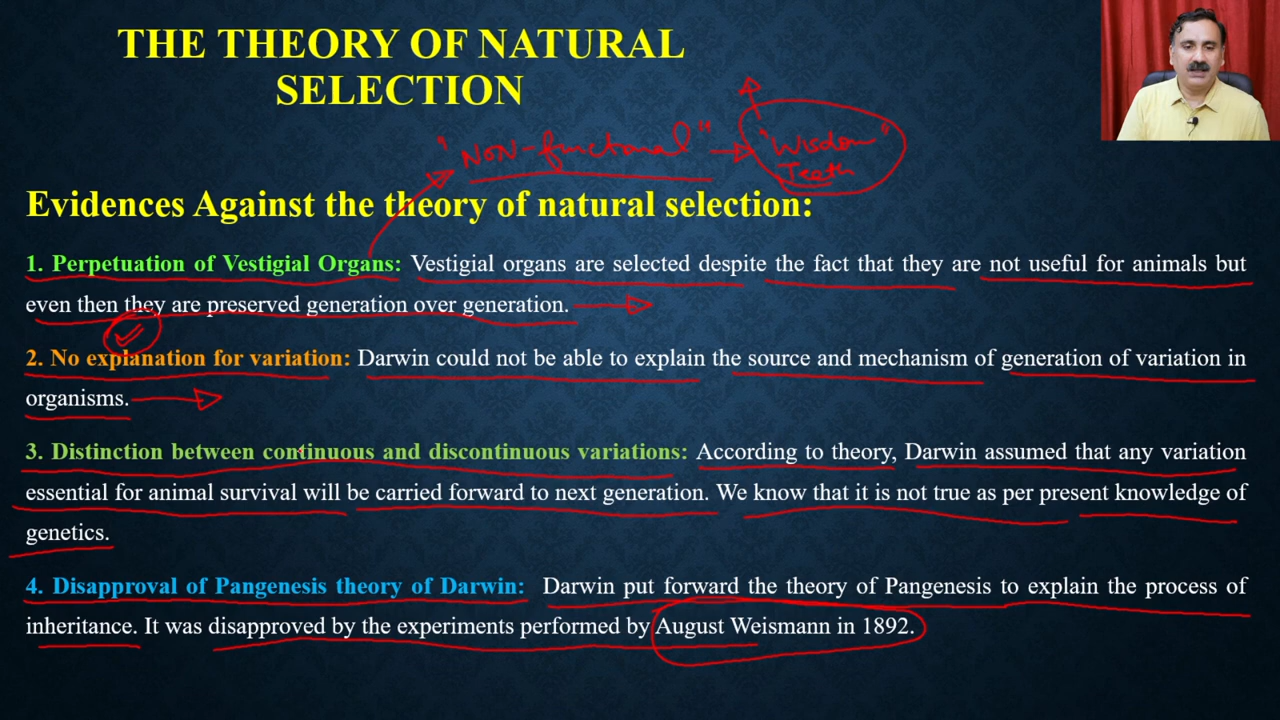 THE THEORY OF NATURAL
SELECTION
"Non-functional" "Wisdom
Teeth"
Evidences Against the theory of natural selection:
1. Perpetuation of Vestigial Organs: Vestigial organs are selected despite the fact that they are not useful for animals but
even then they are preserved generation over generation.
2. No explanation for variation: Darwin could not be able to explain the source and mechanism of generation of variation in
organisms.
3. Distinction between continuous and discontinuous variations: According to theory, Darwin assumed that any variation
essential for animal survival will be carried forward to next generation. We know that it is not true as per present knowledge of
genetics.
4. Disapproval of Pangenesis theory of Darwin: Darwin put forward the theory of Pangenesis to explain the process of
inheritance. It was disapproved by the experiments performed by August Weismann in 1892.